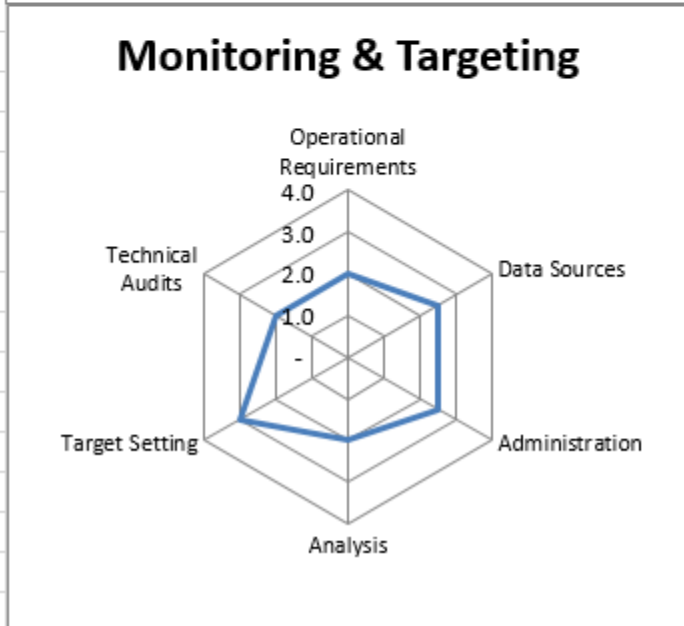 Monitoring & Targeting
Operational
Requirements
4.0
3.0
2.0
1.0
-
Technical
Audits
Data Sources
Target Setting
Administration
Analysis